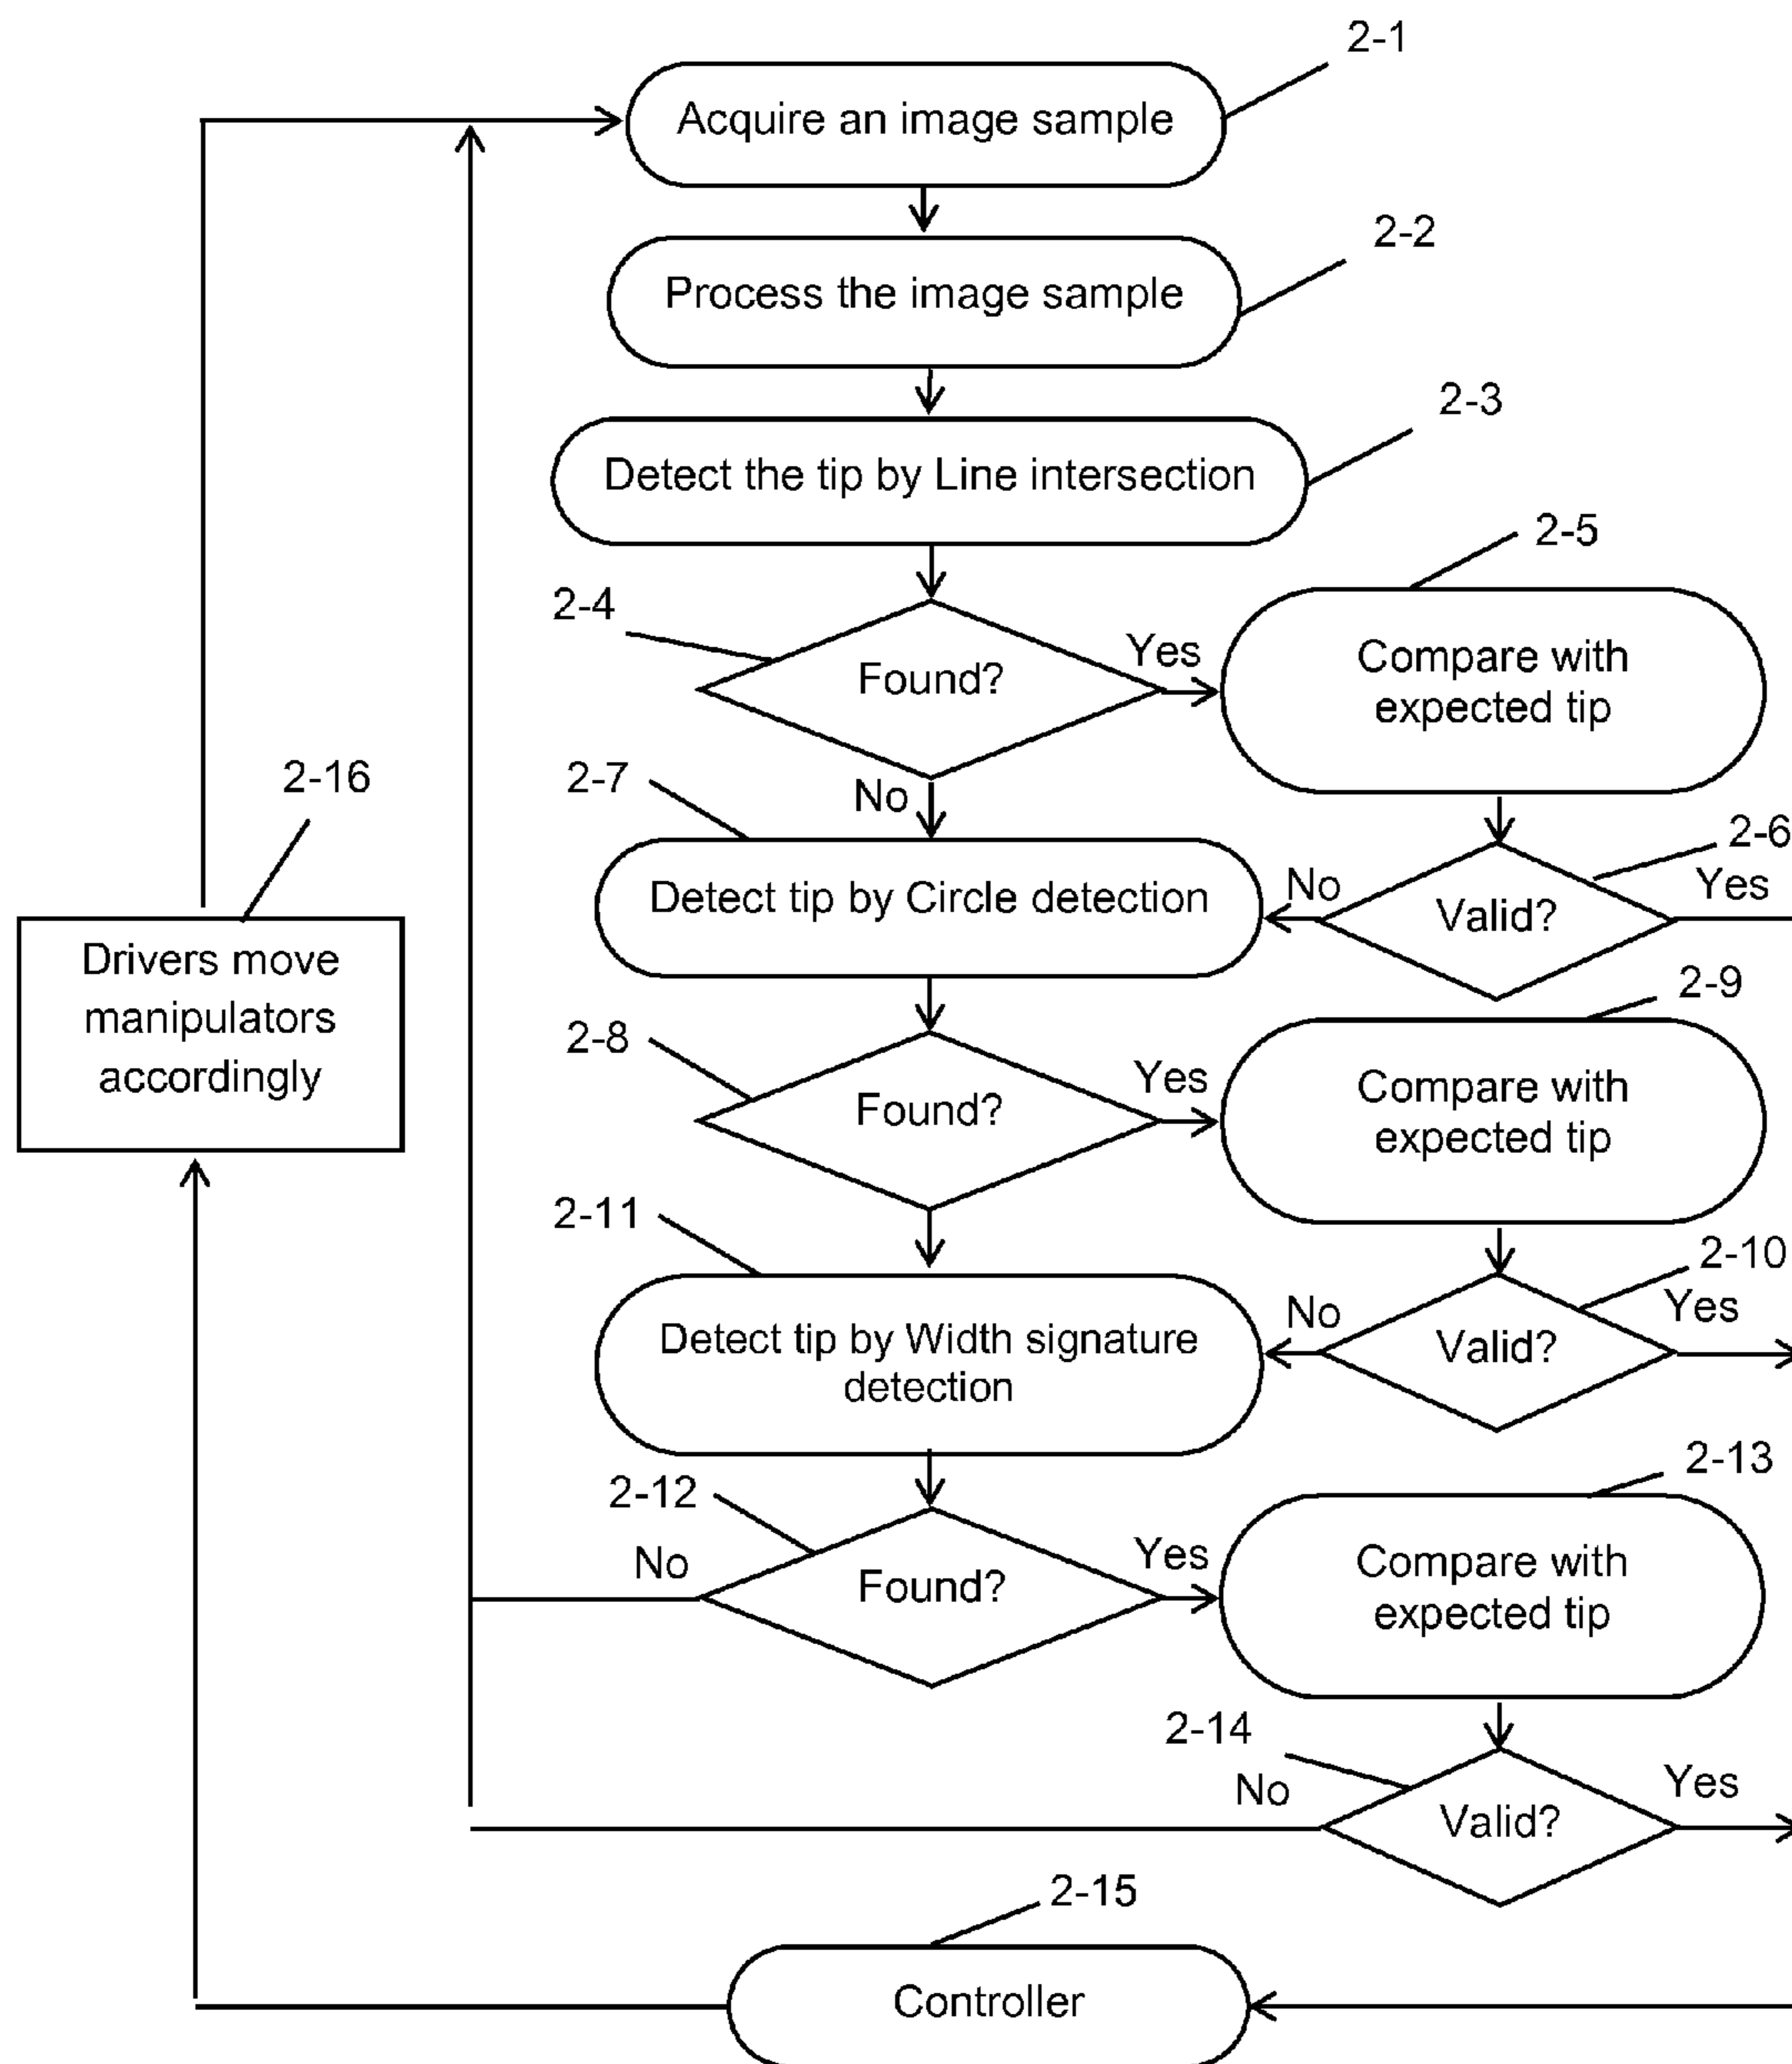 2-1
Acquire an image sample
2-2
Process the image sample
2-3
Detect the tip by Line intersection
2-4
Found?
Yes
2-5
Compare with
expected tip
No
2-6
Valid?
Yes
No
2-7
Detect tip by Circle detection
2-8
Found?
Yes
2-9
Compare with
expected tip
2-10
Valid?
Yes
No
2-11
Detect tip by Width signature
detection
2-12
No
Found?
Yes
2-13
Compare with
expected tip
2-14
No
Valid?
Yes
2-15
Controller
2-16
Drivers move
manipulators
accordingly